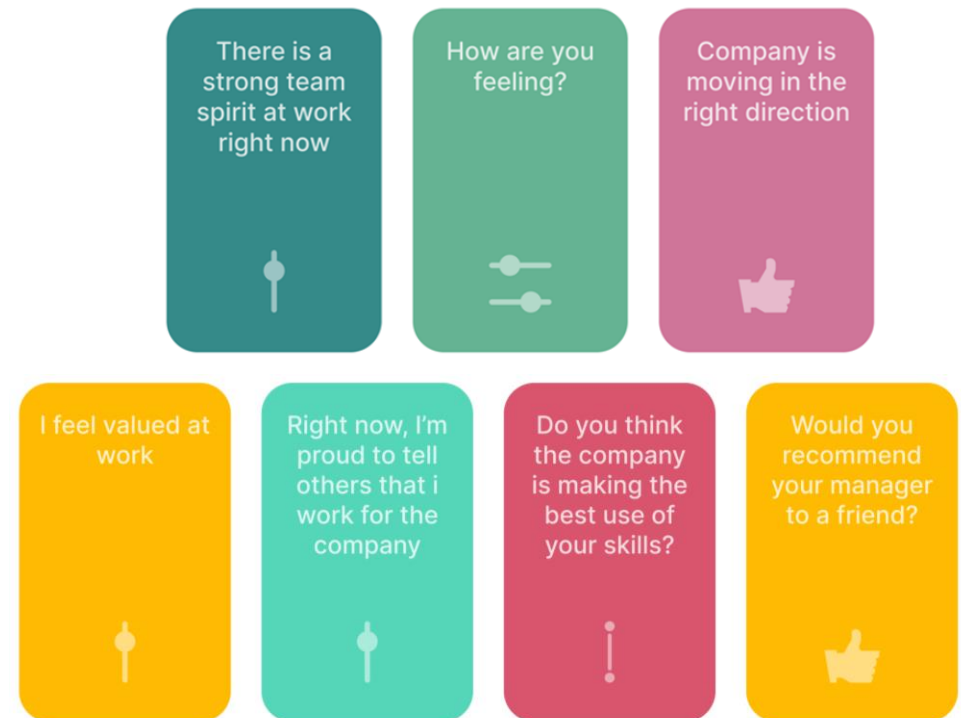 There is a
strong team
spirit at work
right now
How are you
feeling?
Company is
moving in the
right direction
I feel valued at
work
Right now, I’m
proud to tell
others that i
work for the
company
Do you think
the company
is making the
best use of
your skills?
Would you
recommend
your manager
to a friend?